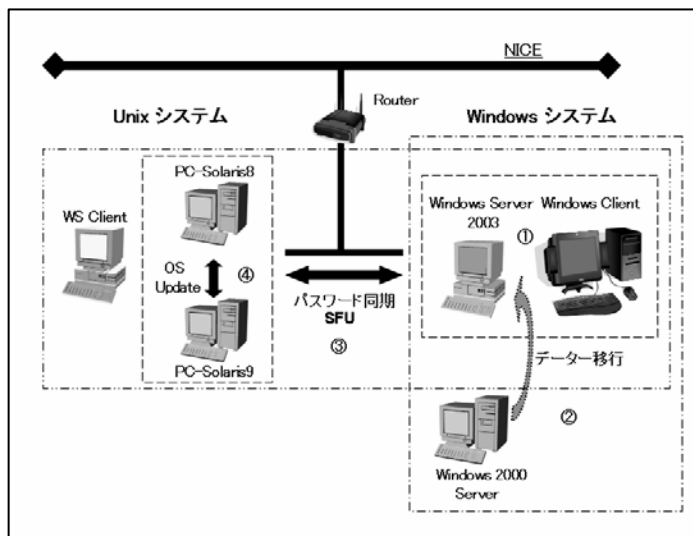 NICE
Router
Unix システム
Windows システム
PC-Solaris8
WS Client
OS
Update
④
PC-Solaris9
パスワード同期
SFU
③
Windows Server
2003
Windows Client
①
データー移行
②
Windows 2000
Server